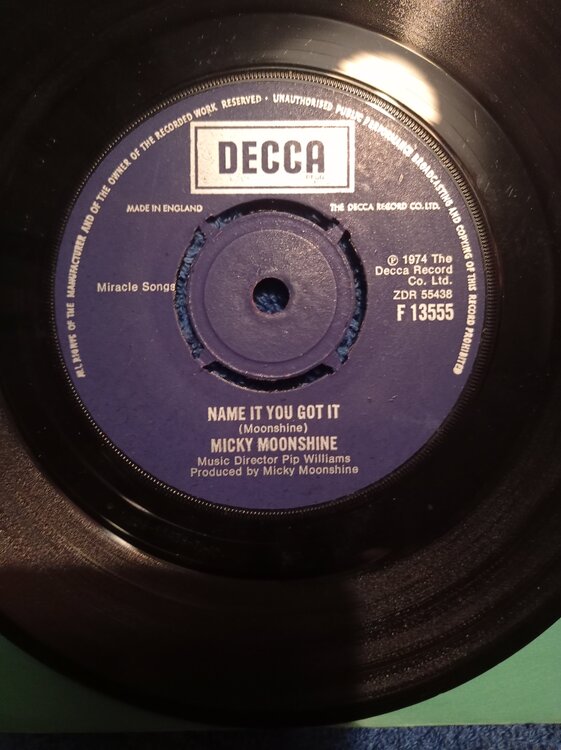 ALL RIGHTS OF THE MANUFACTURER AND OF THE OWNER OF THE RECORDED WORK RESERVED · UNAUTHORISED PUBLIC PERFORMANCE BROADCASTING AND COPYING OF THIS RECORD PROHIBITED
DECCA
MADE IN ENGLAND
THE DECCA RECORD CO. LTD.
Miracle Songs
℗ 1974 The
Decca Record
Co. Ltd.
ZDR 55438
F 13555
NAME IT YOU GOT IT
(Moonshine)
MICKY MOONSHINE
Music Director Pip Williams
Produced by Micky Moonshine